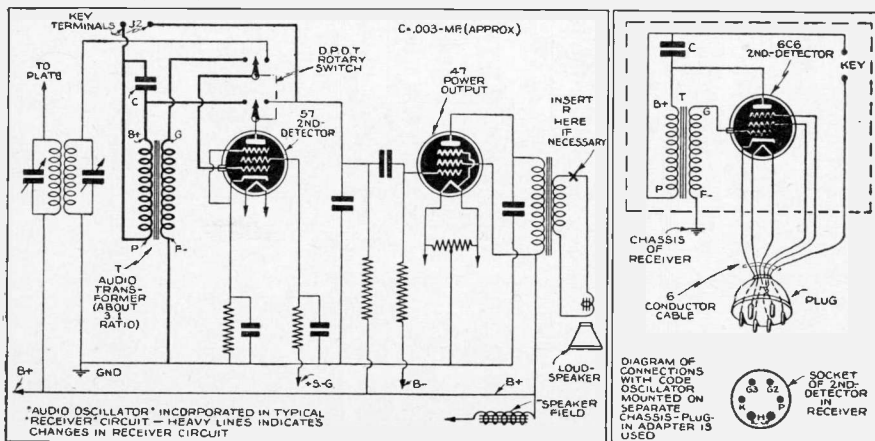 KEY
TERMINALS
J2
C=.003-MF. (APPROX)
D.P.D.T
ROTARY
SWITCH
TO
PLATE
C
B+
G
57
2ND-
DETECTOR
47
POWER
OUTPUT
INSERT
R
HERE
IF
NECESSARY
P
F-
T
AUDIO
TRANS-
FORMER
(ABOUT
3 1
RATIO)
B+
GND
+S.-G
B-
B+
LOUD-
SPEAKER
SPEAKER
FIELD
"AUDIO OSCILLATOR" INCORPORATED IN TYPICAL
"RECEIVER" CIRCUIT — HEAVY LINES INDICATES
CHANGES IN RECEIVER CIRCUIT
C
6C6
2ND-DETECTOR
KEY
B+
T
G
P
F-
CHASSIS
OF
RECEIVER
6
CONDUCTOR
CABLE
PLUG
DIAGRAM OF
CONNECTIONS
WITH CODE
OSCILLATOR
MOUNTED ON
SEPARATE
CHASSIS-PLUG-
IN ADAPTER IS
USED
G3
G2
K
P
H
SOCKET
OF 2ND-
DETECTOR
IN
RECEIVER